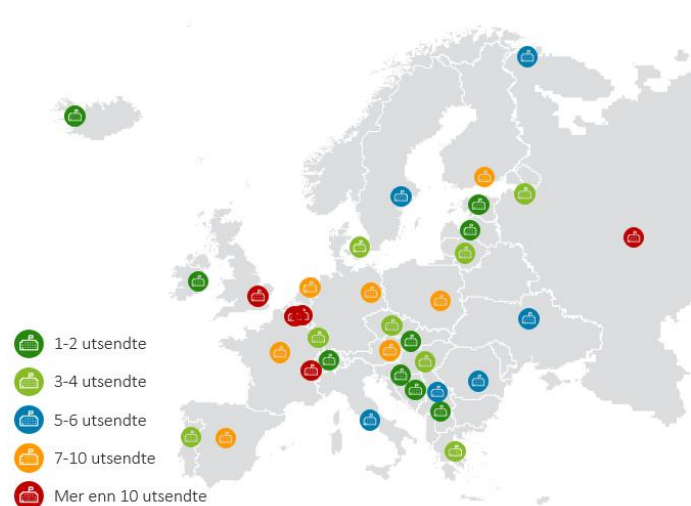 1-2 utsendte
3-4 utsendte
5-6 utsendte
7-10 utsendte
Mer enn 10 utsendte